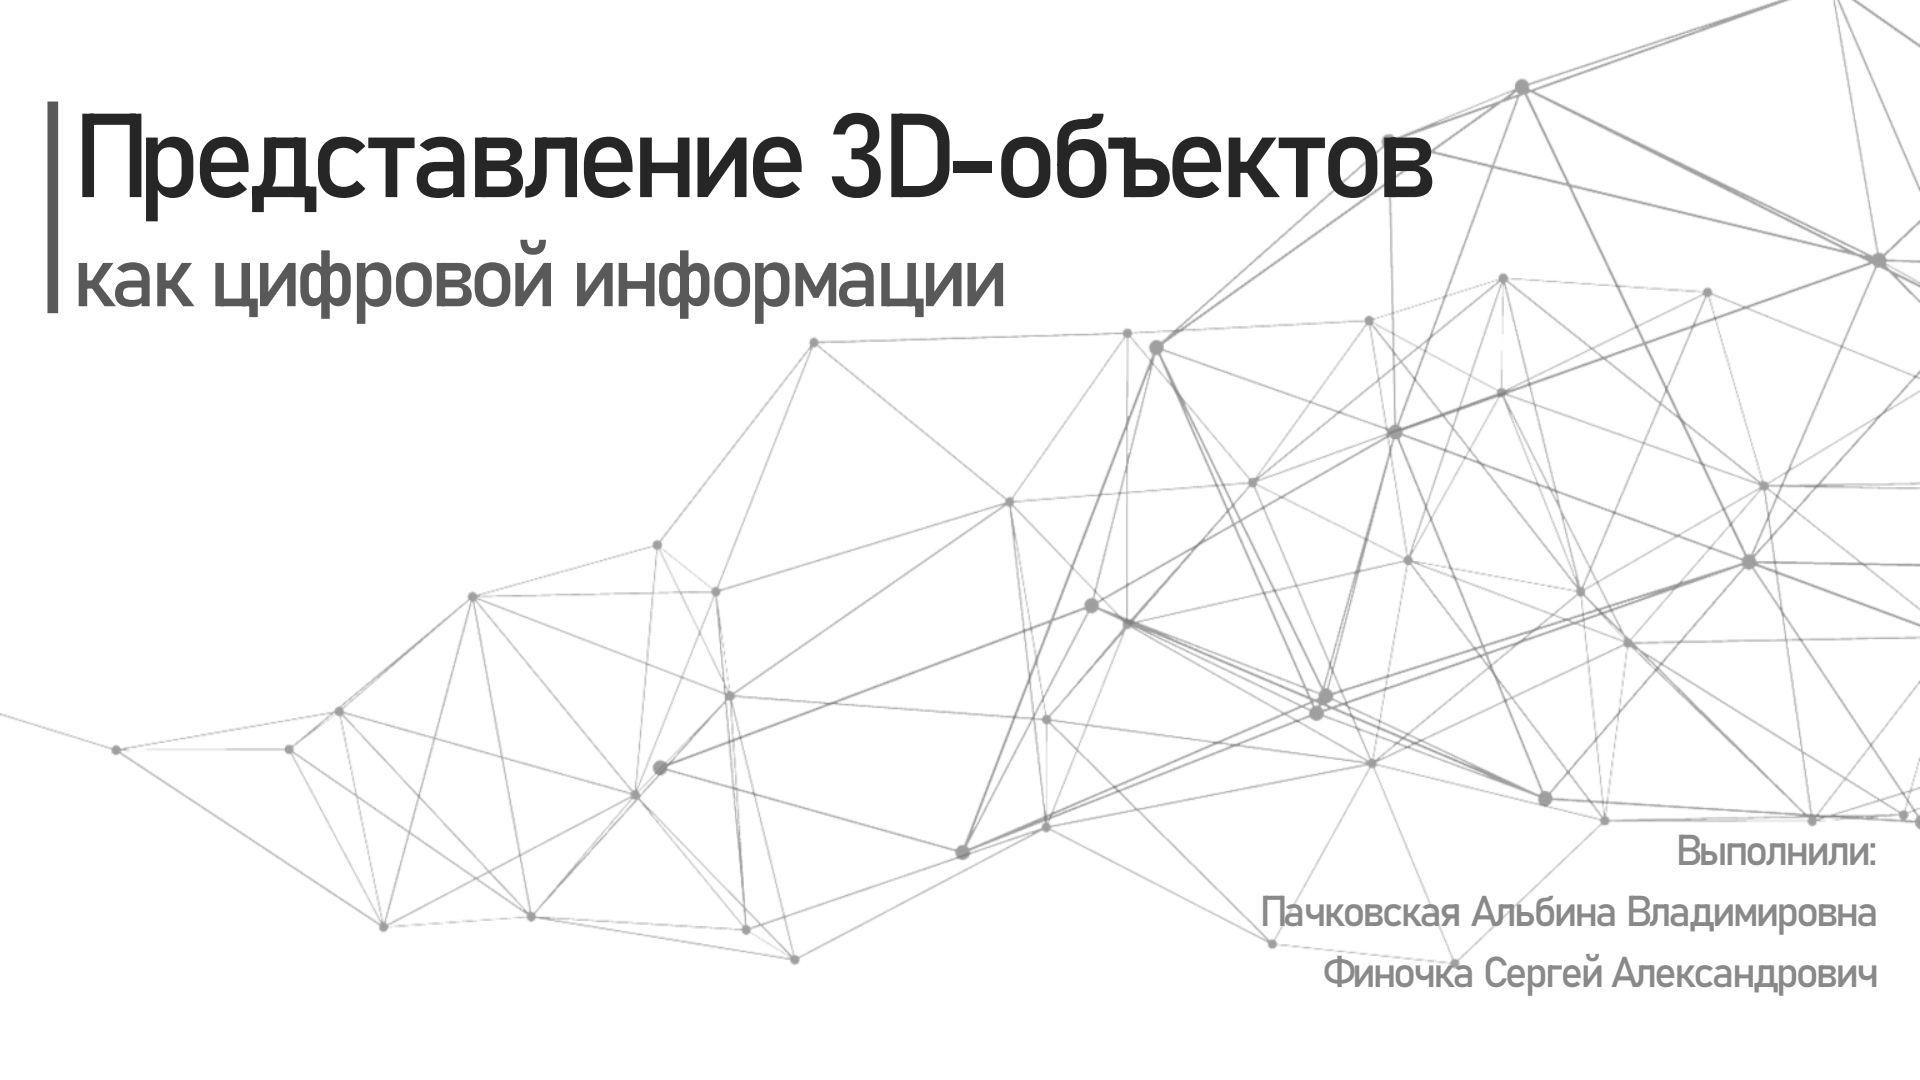 Представление 3D-объектов
как цифровой информации
Выполнили:
Пачковская Альбина Владимировна
Финочка Сергей Александрович